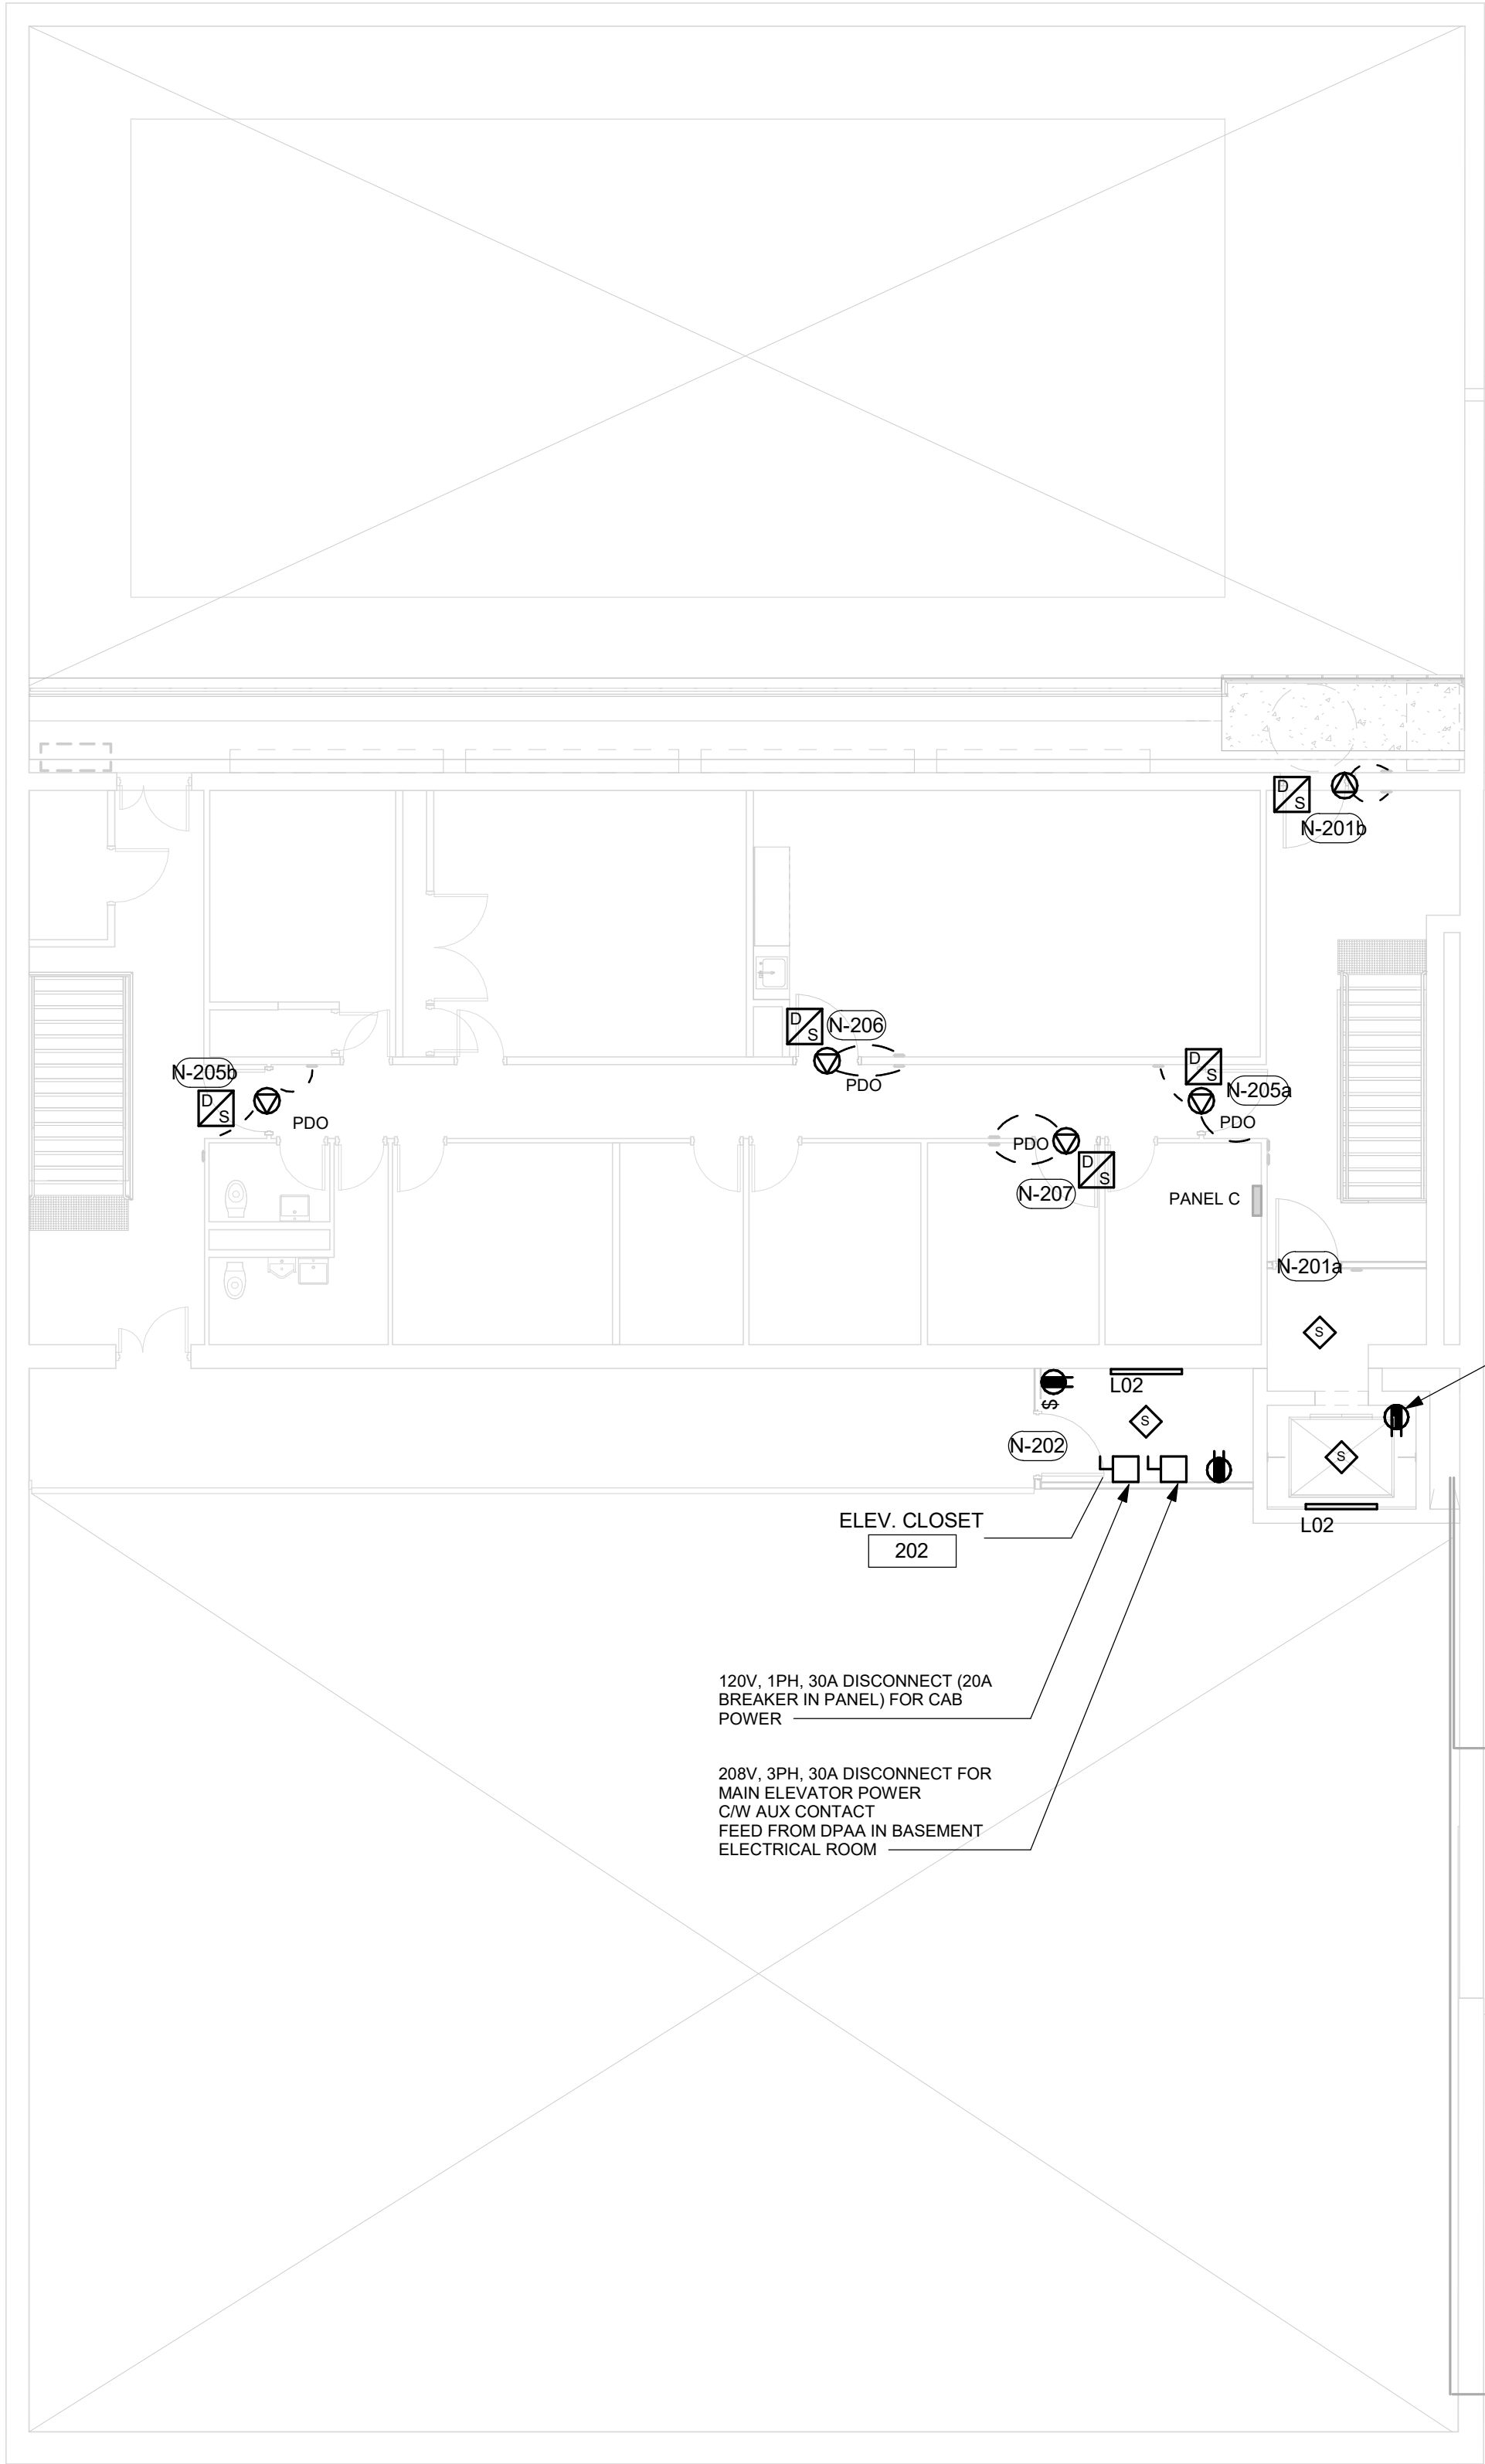 D
S
N-201b
D
S
N-206
PDO
N-205b
D
S
PDO
D
S
N-205a
PDO
PDO
D
S
N-207
PANEL C
N-201a
S
L02
$
S
N-202
S
L02
ELEV. CLOSET
202
120V, 1PH, 30A DISCONNECT (20A
BREAKER IN PANEL) FOR CAB
POWER
208V, 3PH, 30A DISCONNECT FOR
MAIN ELEVATOR POWER
C/W AUX CONTACT
FEED FROM DPAA IN BASEMENT
ELECTRICAL ROOM